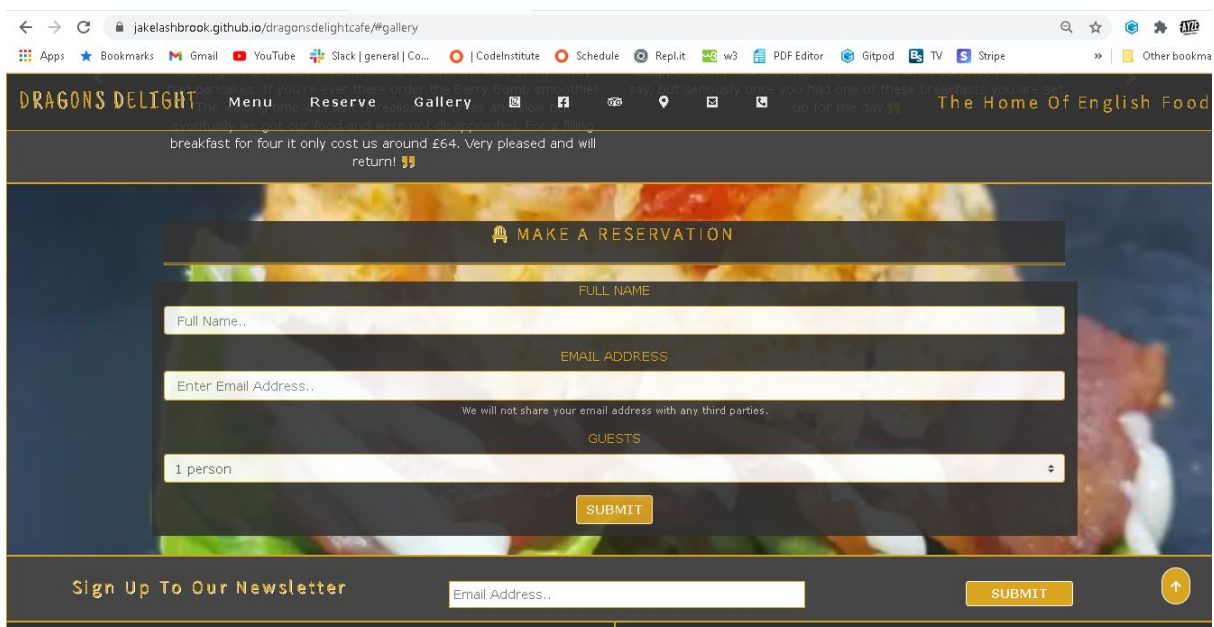 jakelashbrook.github.io/dragonsdelightcafe/#gallery
Apps Bookmarks Gmail YouTube Slack | general | Co... | CodeInstitute Schedule Repl.it w3 PDF Editor Gitpod TV Stripe » Other bookma
DRAGONS DELIGHT Menu Reserve Gallery The Home Of English Food
pancakes. If you're ever there order the Berry Bomb smoothie! say, but seriously once you had one of these breakfasts you are set
up for the day.
eventually we got our food and were not disappointed. For a filling
breakfast for four it only cost us around £64. Very pleased and will
return!
MAKE A RESERVATION
FULL NAME
Full Name..
EMAIL ADDRESS
Enter Email Address..
We will not share your email address with any third parties.
GUESTS
1 person
SUBMIT
Sign Up To Our Newsletter Email Address.. SUBMIT